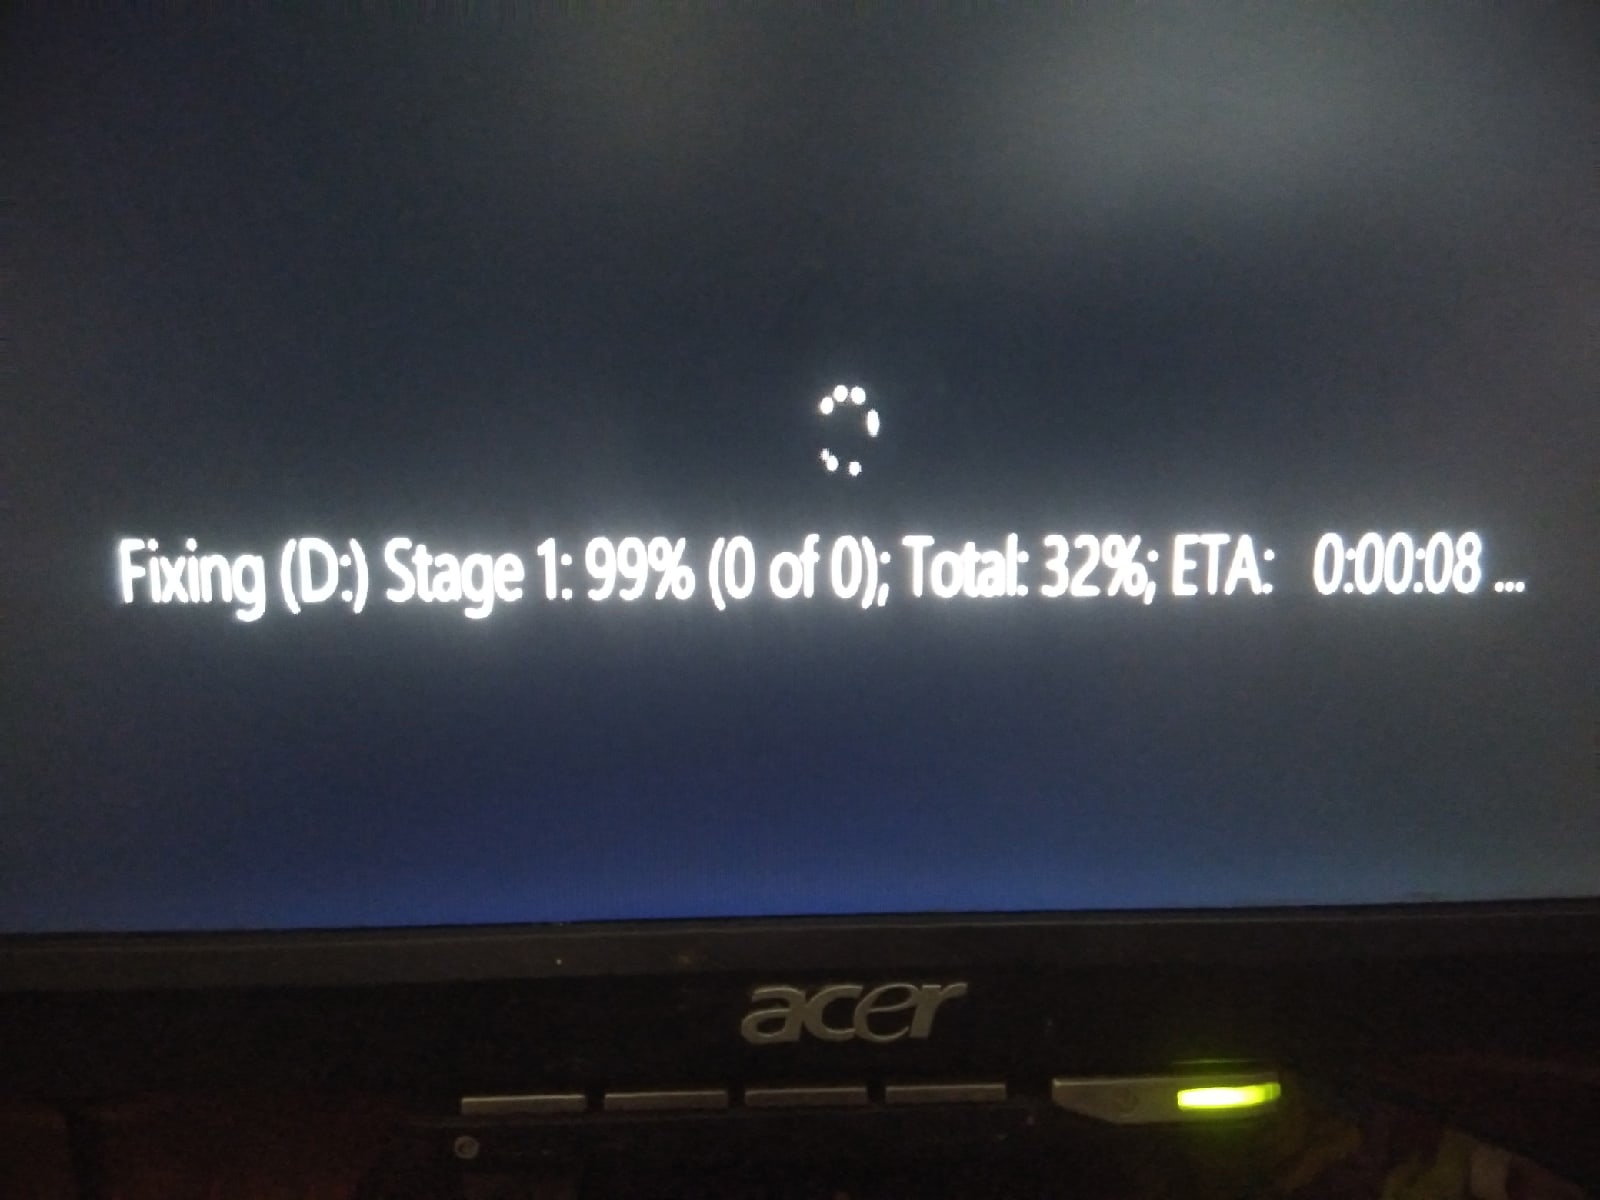 Fixing (D:) Stage 1: 99% (0 of 0); Total: 32%; ETA:   0:00:08 ...
acer